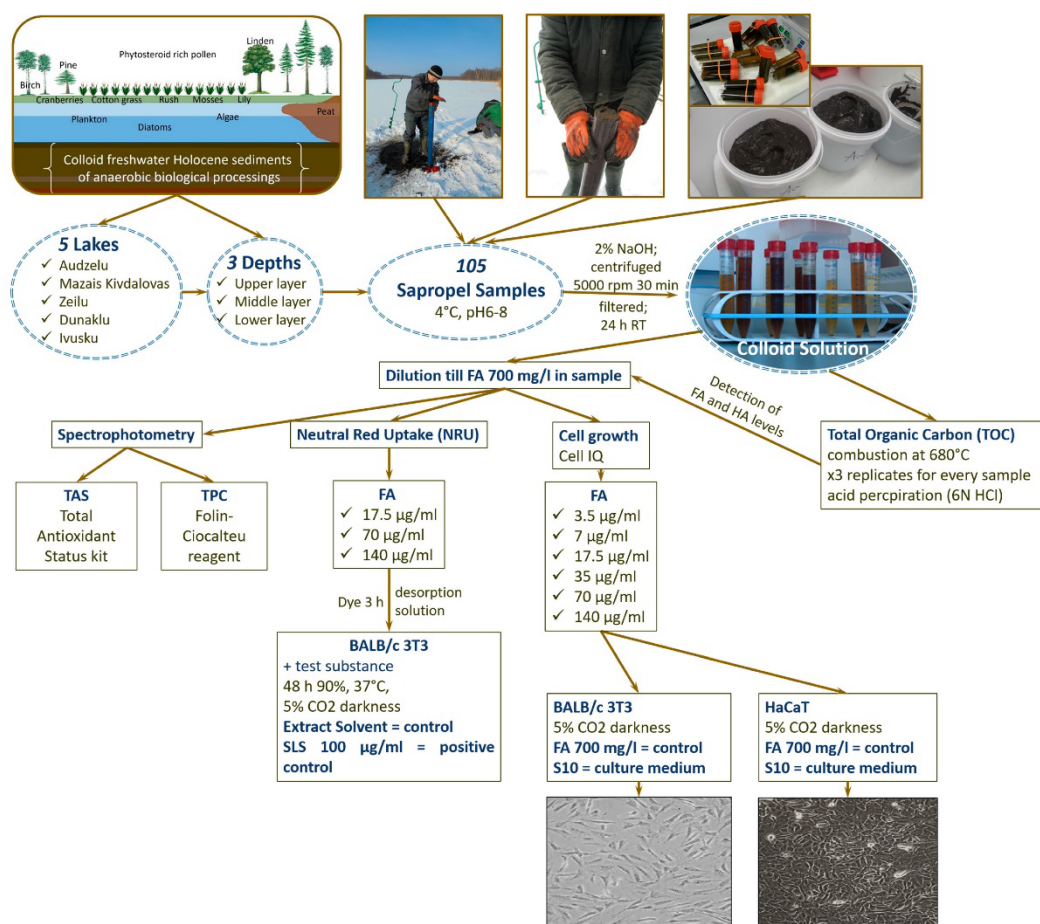 Phytosteroid rich pollen
Linden
Pine
Birch
Cranberries
Cotton grass
Rush
Mosses
Lily
Plankton
Algae
Peat
Diatoms
Colloid freshwater Holocene sediments
of anaerobic biological processings
5 Lakes
✓ Audzelu
✓ Mazais Kivdalovas
✓ Zeilu
✓ Dunaklu
✓ Ivusku
3 Depths
✓ Upper layer
✓ Middle layer
✓ Lower layer
105
Sapropel Samples
4°C, pH6-8
2% NaOH;
centrifuged
5000 rpm 30 min
filtered;
24 h RT
Colloid Solution
Dilution till FA 700 mg/l in sample
Detection of
FA and HA levels
Total Organic Carbon (TOC)
combustion at 680°C
x3 replicates for every sample
acid percpiration (6N HCl)
Spectrophotometry
Neutral Red Uptake (NRU)
Cell growth
Cell IQ
TAS
Total
Antioxidant
Status kit
TPC
Folin-
Ciocalteu
reagent
FA
✓ 17.5 µg/ml
✓ 70 µg/ml
✓ 140 µg/ml
FA
✓ 3.5 µg/ml
✓ 7 µg/ml
✓ 17.5 µg/ml
✓ 35 µg/ml
✓ 70 µg/ml
✓ 140 µg/ml
Dye 3 h
desorption
solution
BALB/c 3T3
+ test substance
48 h 90%, 37°C,
5% CO2 darkness
Extract Solvent = control
SLS 100 µg/ml = positive
control
BALB/c 3T3
5% CO2 darkness
FA 700 mg/l = control
S10 = culture medium
HaCaT
5% CO2 darkness
FA 700 mg/l = control
S10 = culture medium